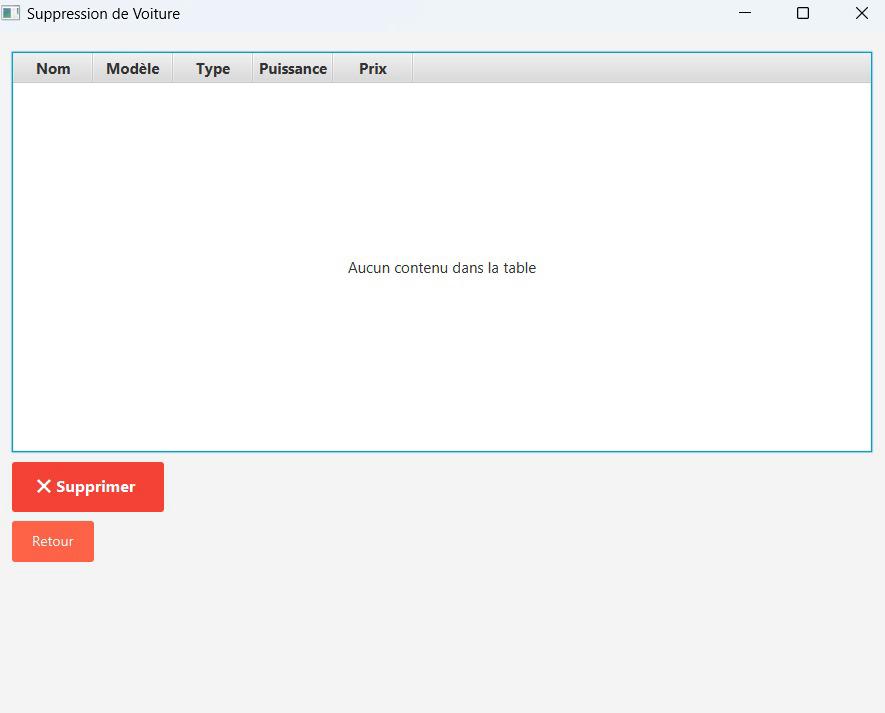 Suppression de Voiture
Nom Modèle Type Puissance Prix
Aucun contenu dans la table
✕ Supprimer
Retour